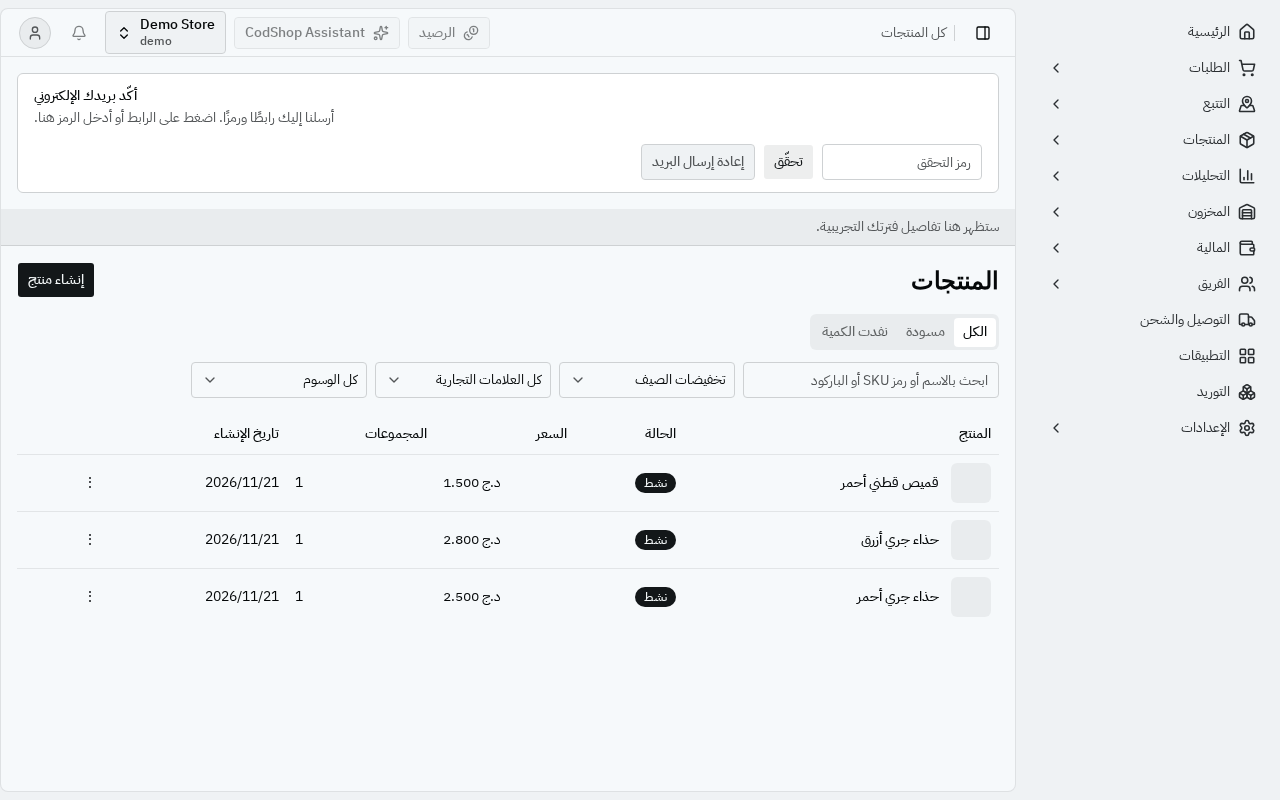 الرئيسية
الطلبات
التتبع
المنتجات
التحليلات
المخزون
المالية
الفريق
التوصيل والشحن
التطبيقات
التوريد
الإعدادات
كل المنتجات
الرصيد
CodShop Assistant
Demo Store
demo
أكّد بريدك الإلكتروني
أرسلنا إليك رابطًا ورمزًا. اضغط على الرابط أو أدخل الرمز هنا.
رمز التحقق
تحقّق
إعادة إرسال البريد
ستظهر هنا تفاصيل فترتك التجريبية.
المنتجات
إنشاء منتج
الكل
مسودة
نفدت الكمية
ابحث بالاسم أو رمز SKU أو الباركود
تخفيضات الصيف
كل العلامات التجارية
كل الوسوم
المنتج الحالة السعر المجموعات تاريخ الإنشاء
قميص قطني أحمر نشط 1.500 د.ج 1 2026/11/21
حذاء جري أزرق نشط 2.800 د.ج 1 2026/11/21
حذاء جري أحمر نشط 2.500 د.ج 1 2026/11/21